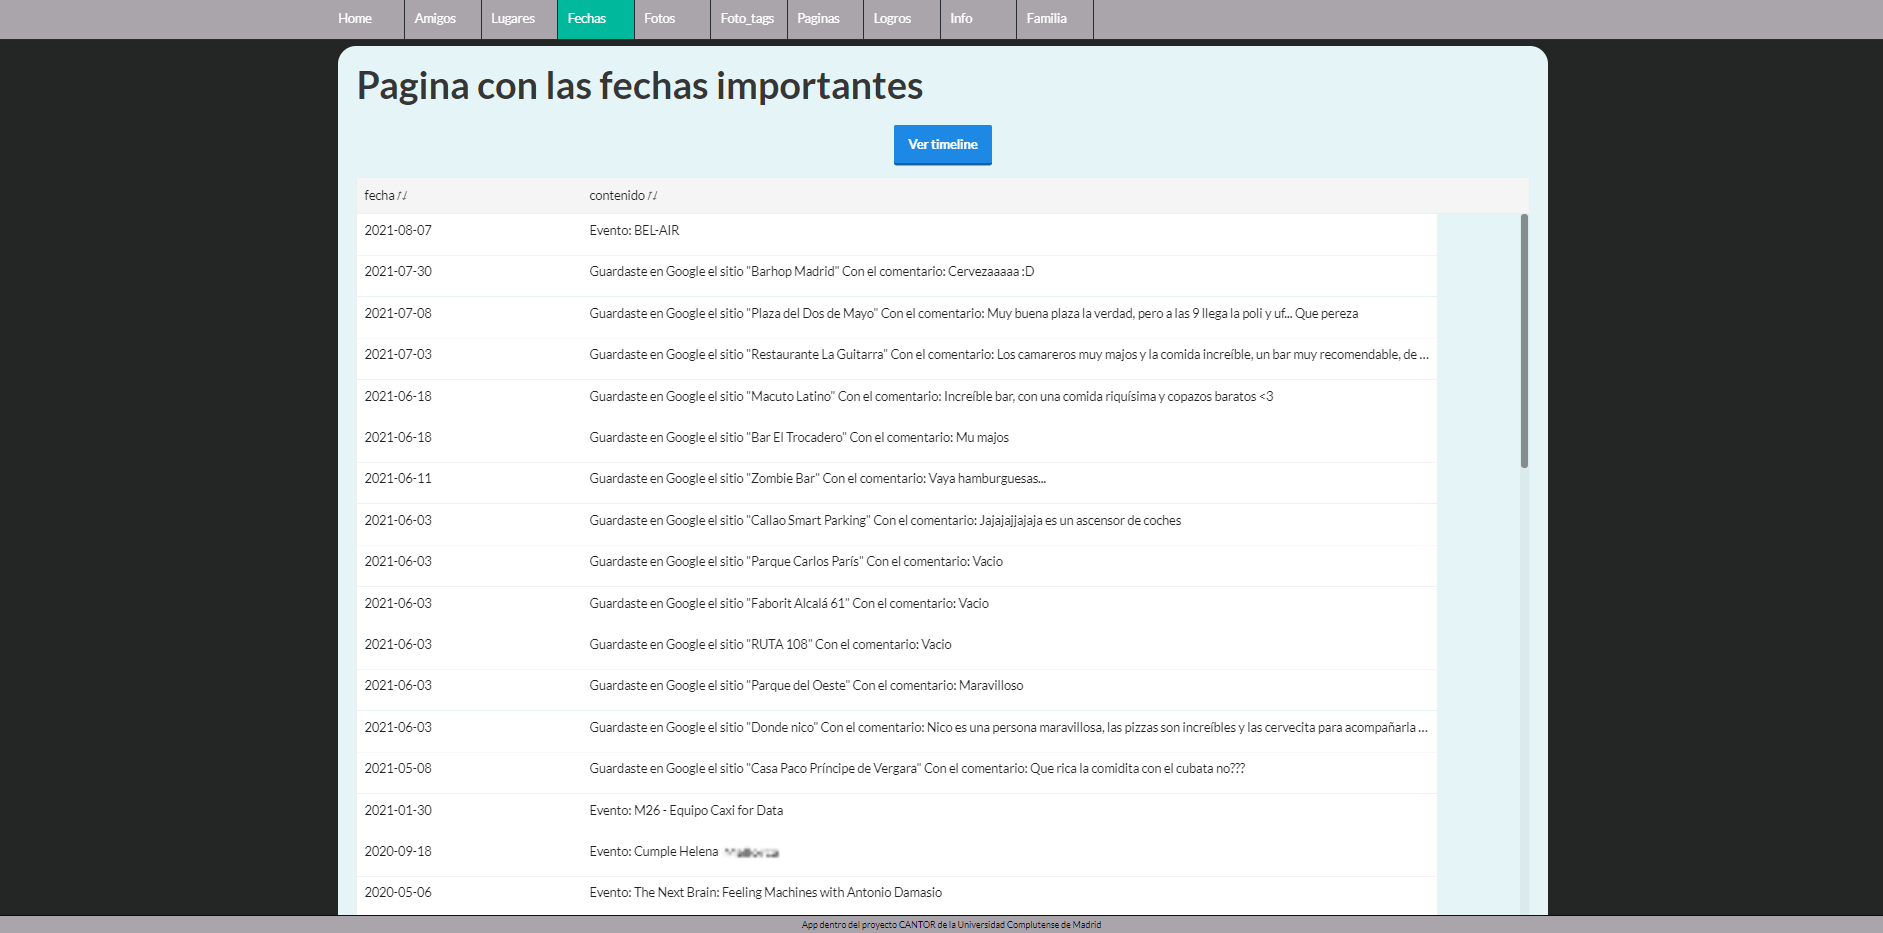 Home Amigos Lugares Fechas Fotos Foto_tags Paginas Logros Info Familia
Pagina con las fechas importantes
Ver timeline
fecha contenido
2021-08-07 Evento: BEL-AIR
2021-07-30 Guardaste en Google el sitio "Barhop Madrid" Con el comentario: Cervezaaaaa :D
2021-07-08 Guardaste en Google el sitio "Plaza del Dos de Mayo" Con el comentario: Muy buena plaza la verdad, pero a las 9 llega la poli y uf... Que pereza
2021-07-03 Guardaste en Google el sitio "Restaurante La Guitarra" Con el comentario: Los camareros muy majos y la comida increíble, un bar muy recomendable, de ...
2021-06-18 Guardaste en Google el sitio "Macuto Latino" Con el comentario: Increíble bar, con una comida riquísima y copazos baratos <3
2021-06-18 Guardaste en Google el sitio "Bar El Trocadero" Con el comentario: Mu majos
2021-06-11 Guardaste en Google el sitio "Zombie Bar" Con el comentario: Vaya hamburguesas...
2021-06-03 Guardaste en Google el sitio "Callao Smart Parking" Con el comentario: Jajajajjajaja es un ascensor de coches
2021-06-03 Guardaste en Google el sitio "Parque Carlos París" Con el comentario: Vacio
2021-06-03 Guardaste en Google el sitio "Faborit Alcalá 61" Con el comentario: Vacio
2021-06-03 Guardaste en Google el sitio "RUTA 108" Con el comentario: Vacio
2021-06-03 Guardaste en Google el sitio "Parque del Oeste" Con el comentario: Maravilloso
2021-06-03 Guardaste en Google el sitio "Donde nico" Con el comentario: Nico es una persona maravillosa, las pizzas son increíbles y las cervecita para acompañarla ...
2021-05-08 Guardaste en Google el sitio "Casa Paco Príncipe de Vergara" Con el comentario: Que rica la comidita con el cubata no???
2021-01-30 Evento: M26 - Equipo Caxi for Data
2020-09-18 Evento: Cumple Helena
2020-05-06 Evento: The Next Brain: Feeling Machines with Antonio Damasio
App dentro del proyecto CANTOR de la Universidad Complutense de Madrid